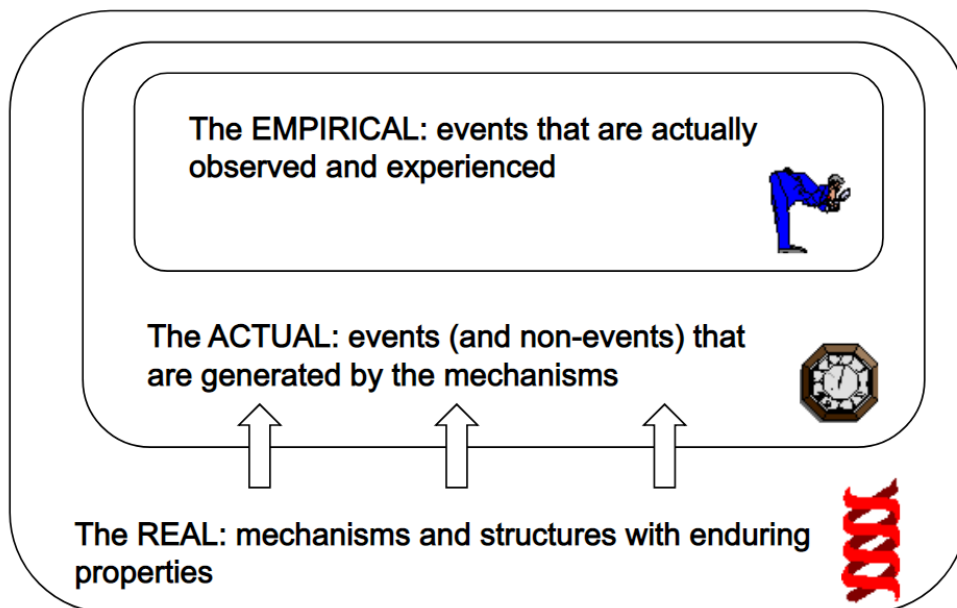 The EMPIRICAL: events that are actually
observed and experienced
The ACTUAL: events (and non-events) that
are generated by the mechanisms
The REAL: mechanisms and structures with enduring
properties